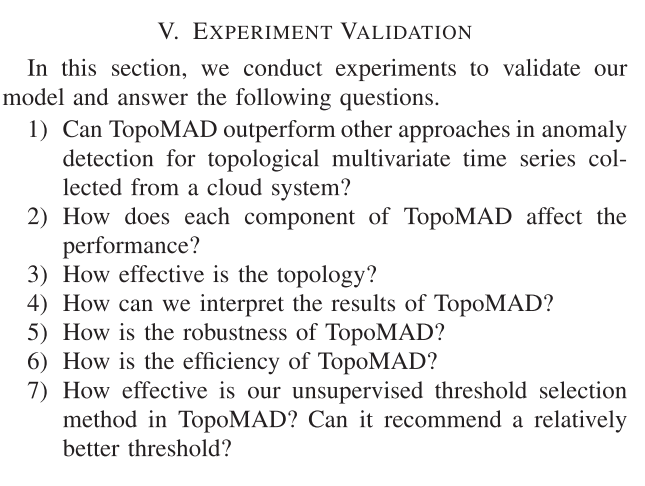 V. EXPERIMENT VALIDATION
In this section, we conduct experiments to validate our
model and answer the following questions.
1) Can TopoMAD outperform other approaches in anomaly
detection for topological multivariate time series col-
lected from a cloud system?
2) How does each component of TopoMAD affect the
performance?
3) How effective is the topology?
4) How can we interpret the results of TopoMAD?
5) How is the robustness of TopoMAD?
6) How is the efficiency of TopoMAD?
7) How effective is our unsupervised threshold selection
method in TopoMAD? Can it recommend a relatively
better threshold?